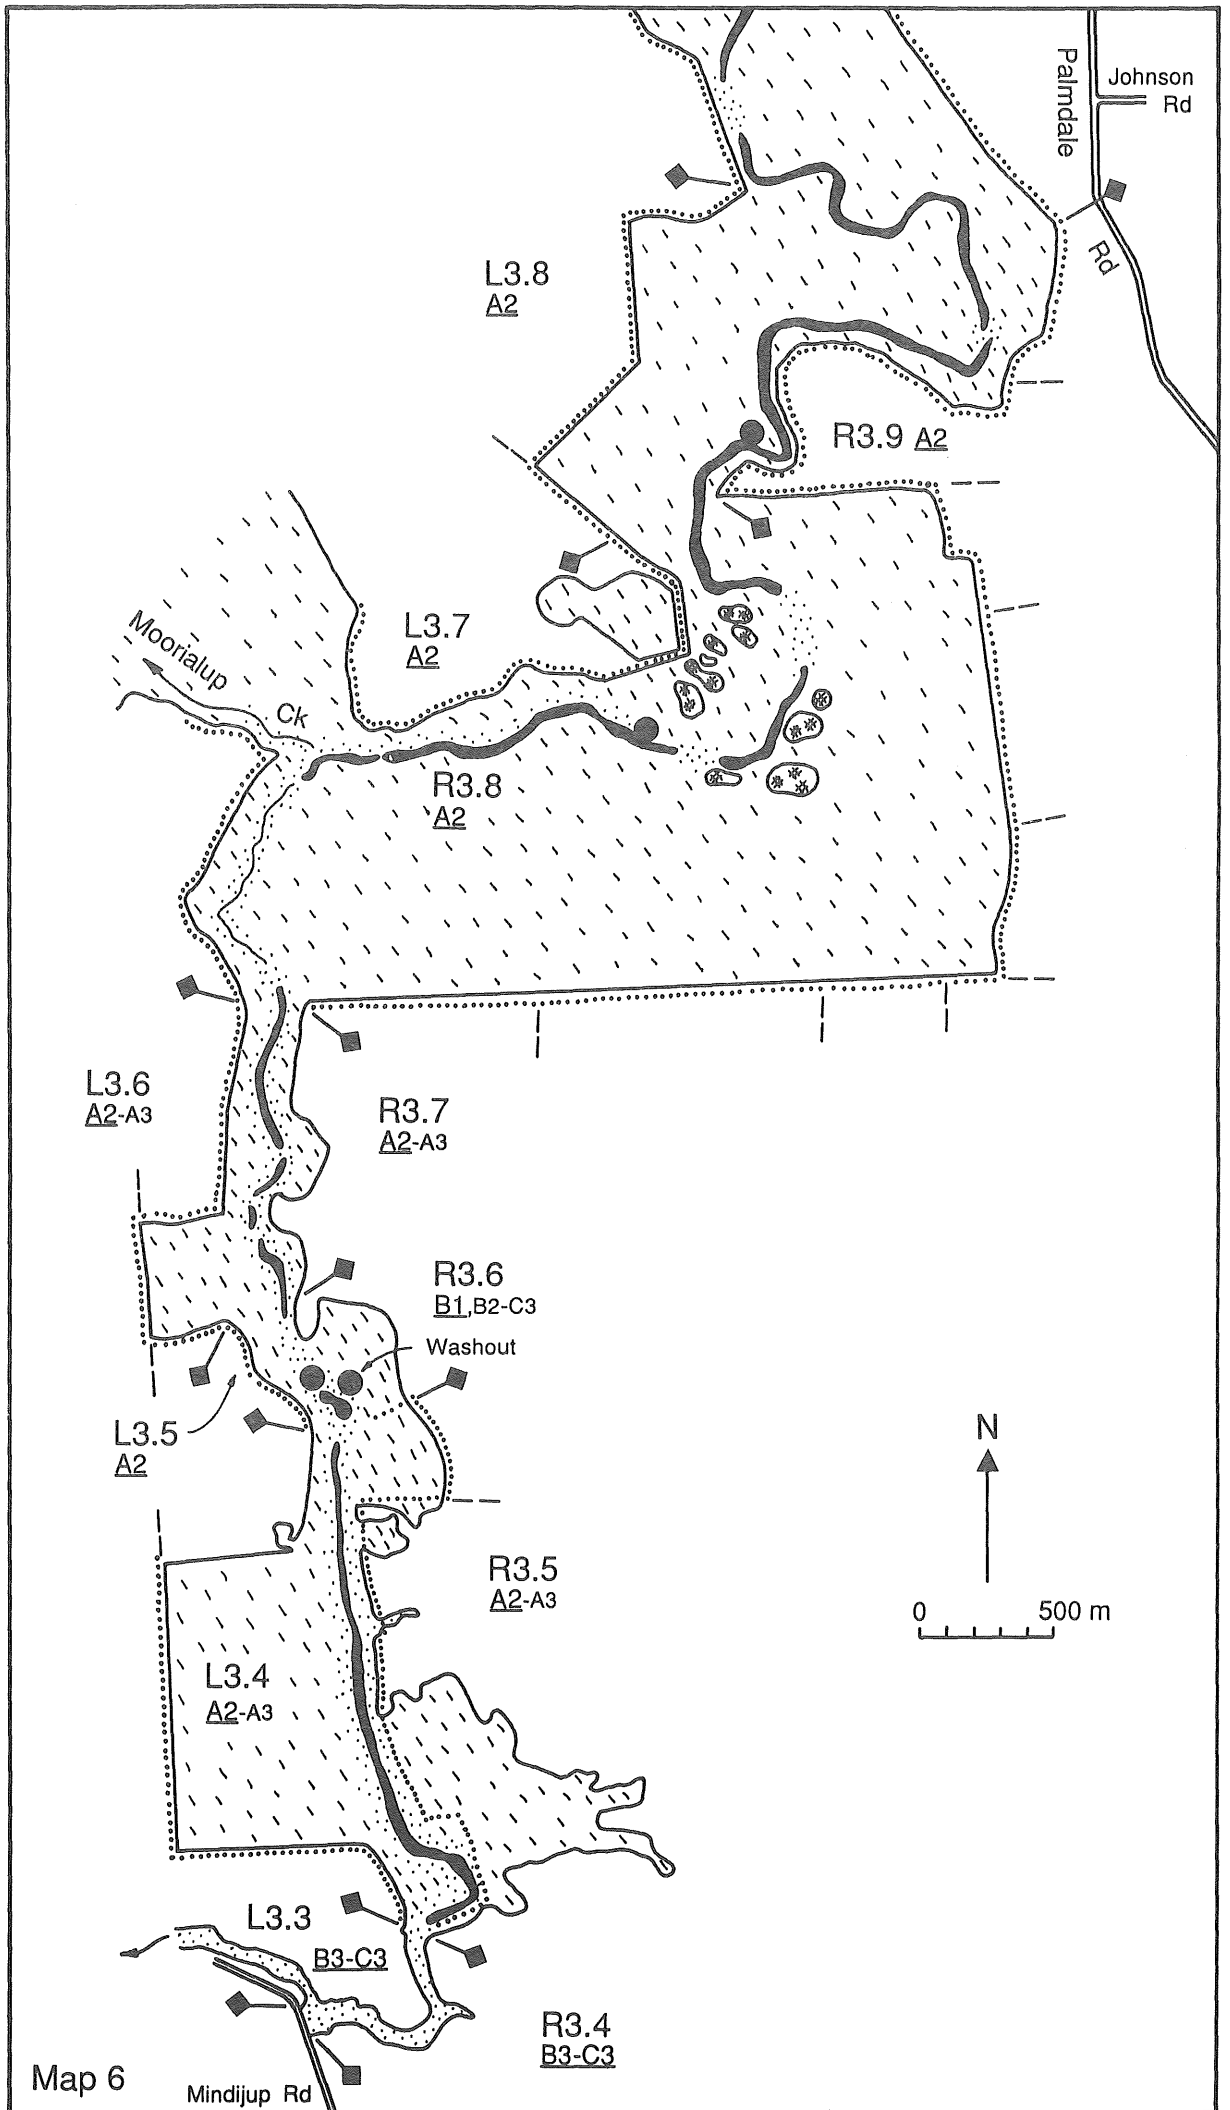 Palmdale
Johnson
Rd
Rd
L3.8
A2
R3.9 A2
L3.7
A2
Moorialup
Ck
R3.8
A2
L3.6
A2-A3
R3.7
A2-A3
R3.6
B1,B2-C3
Washout
L3.5
A2
N
R3.5
A2-A3
0 500 m
L3.4
A2-A3
L3.3
B3-C3
R3.4
B3-C3
Map 6
Mindijup Rd